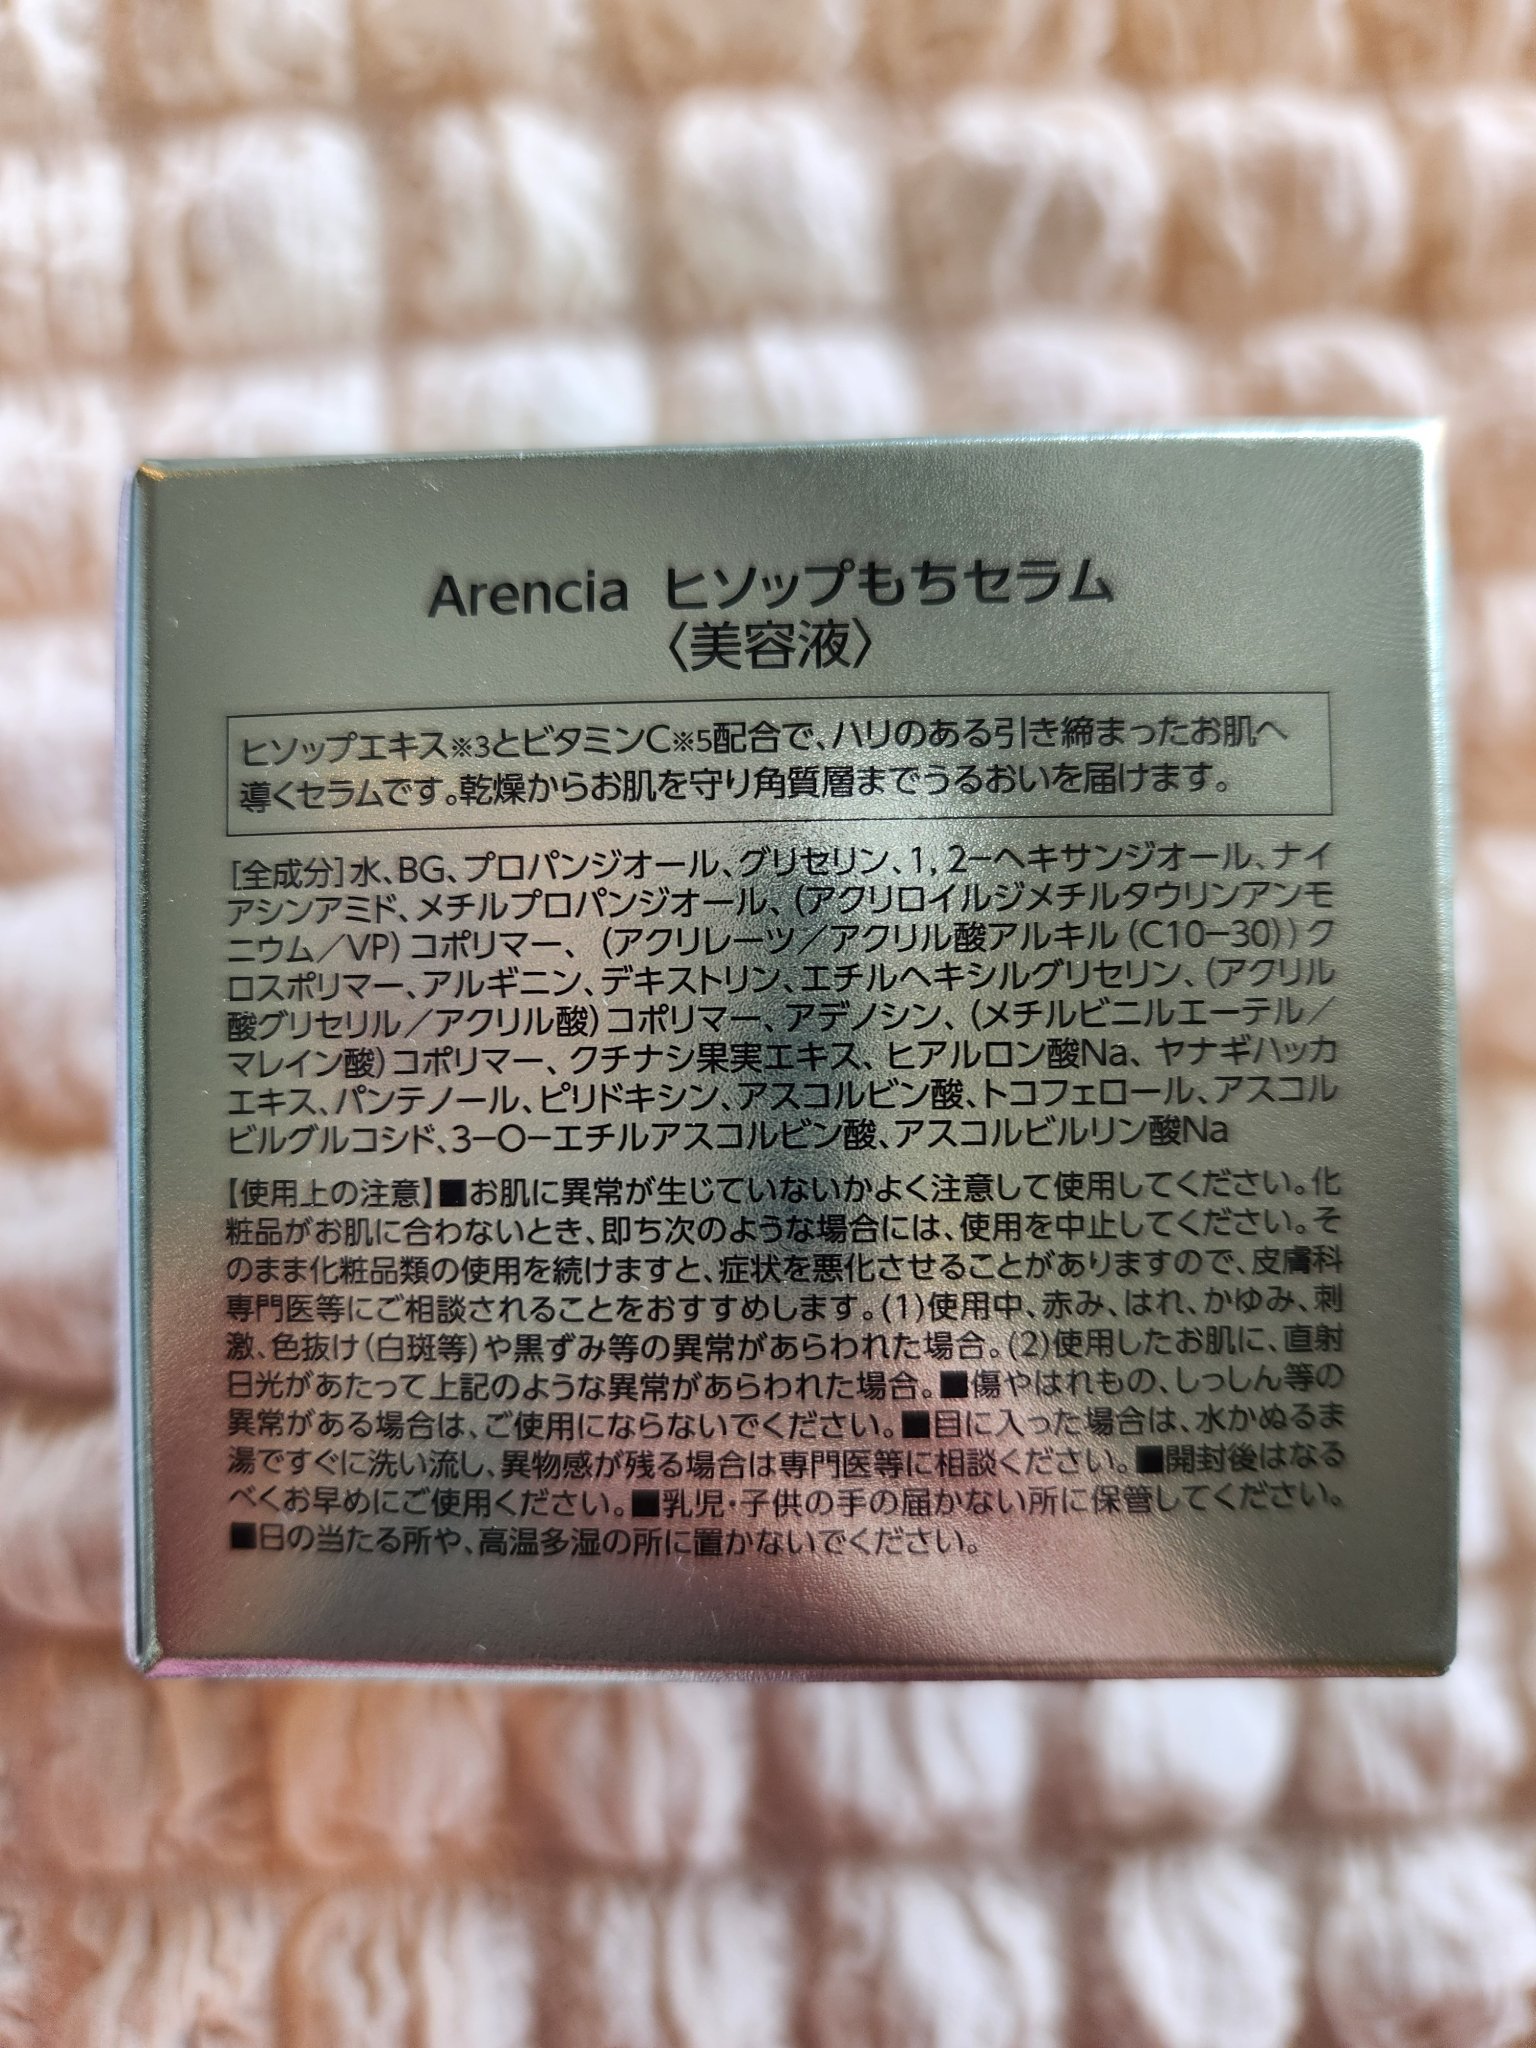 Arencia ヒソップもちセラム
〈美容液〉
ヒソップエキス※3とビタミンC※5配合で、ハリのある引き締まったお肌へ
導くセラムです。乾燥からお肌を守り角質層までうるおいを届けます。
[全成分]水、BG、プロパンジオール、グリセリン、1, 2-ヘキサンジオール、ナイ
アシンアミド、メチルプロパンジオール、(アクリロイルジメチルタウリンアンモ
ニウム/VP) コポリマー、 (アクリレーツ/アクリル酸アルキル (C10-30)) ク
ロスポリマー、アルギニン、デキストリン、エチルヘキシルグリセリン、(アクリル
酸グリセリル/アクリル酸) コポリマー、アデノシン、(メチルビニルエーテル/
マレイン酸) コポリマー、クチナシ果実エキス、ヒアルロン酸Na、ヤナギハッカ
エキス、パンテノール、ピリドキシン、アスコルビン酸、トコフェロール、アスコル
ビルグルコシド、3-O-エチルアスコルビン酸、アスコルビルリン酸Na
【使用上の注意】■お肌に異常が生じていないかよく注意して使用してください。化
粧品がお肌に合わないとき、即ち次のような場合には、使用を中止してください。そ
のまま化粧品類の使用を続けますと、症状を悪化させることがありますので、皮膚科
専門医等にご相談されることをおすすめします。(1)使用中、赤み、はれ、かゆみ、刺
激、色抜け(白斑等)や黒ずみ等の異常があらわれた場合。(2)使用したお肌に、直射
日光があたって上記のような異常があらわれた場合。■傷やはれもの、しっしん等の
異常がある場合は、ご使用にならないでください。■目に入った場合は、水かぬるま
湯ですぐに洗い流し、異物感が残る場合は専門医等に相談ください。■開封後はなる
べくお早めにご使用ください。■乳児・子供の手の届かない所に保管してください。
■日の当たる所や、高温多湿の所に置かないでください。